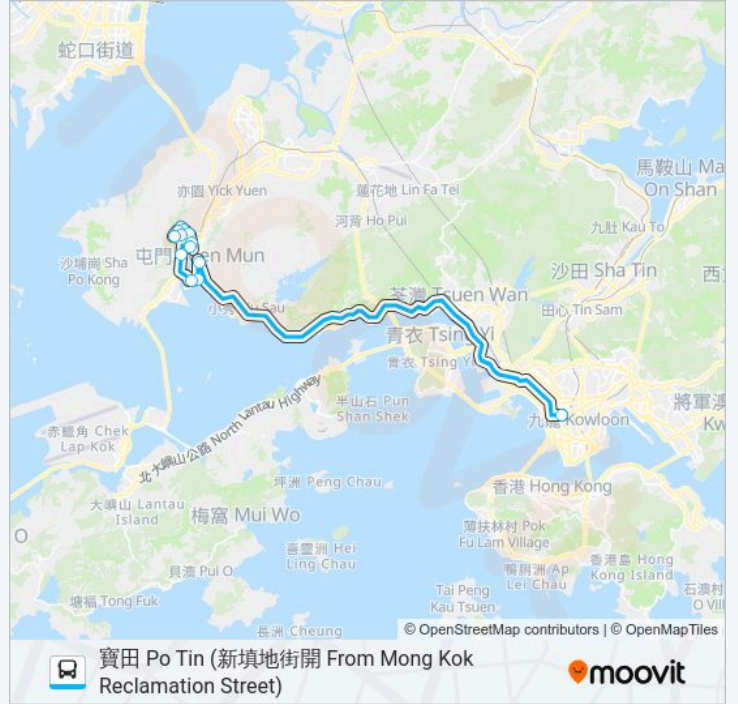 蛇口街道
馬鞍山 Ma
On Shan
亦園 Yick Yuen
蓮花地 Lin Fa Tei
河背 Ho Pui
九肚 Kau To
屯門
en Mun
沙埔崗 Sha
Po Kong
沙田 Sha Tin
西
荃灣 Tsuen Wan
小秀
u Sau
田心 Tin Sam
青衣 Tsing Yi
青衣 Tsing Yi
北大嶼山公路 North Lantau Highway
半山石 Pun
Shan Shek
將軍澳
Kw
赤鱲角 Chek
Lap Kok
九龍 Kowloon
坪洲 Peng Chau
香港 Hong Kong
大嶼山 Lantau
Island
梅窩 Mui Wo
薄扶林村 Pok
Fu Lam Village
O
喜靈洲 Hei
Ling Chau
香港島 Hong
Kong Island
鴨脷洲 Ap
Lei Chau
貝澳 Pui O
Tai Peng
Kau Tsuen
石澳村
O Vill
塘福 Tong Fuk
長洲 Cheung
© OpenStreetMap contributors | © OpenMapTiles
寶田 Po Tin (新填地街開 From Mong Kok
Reclamation Street)
moovit